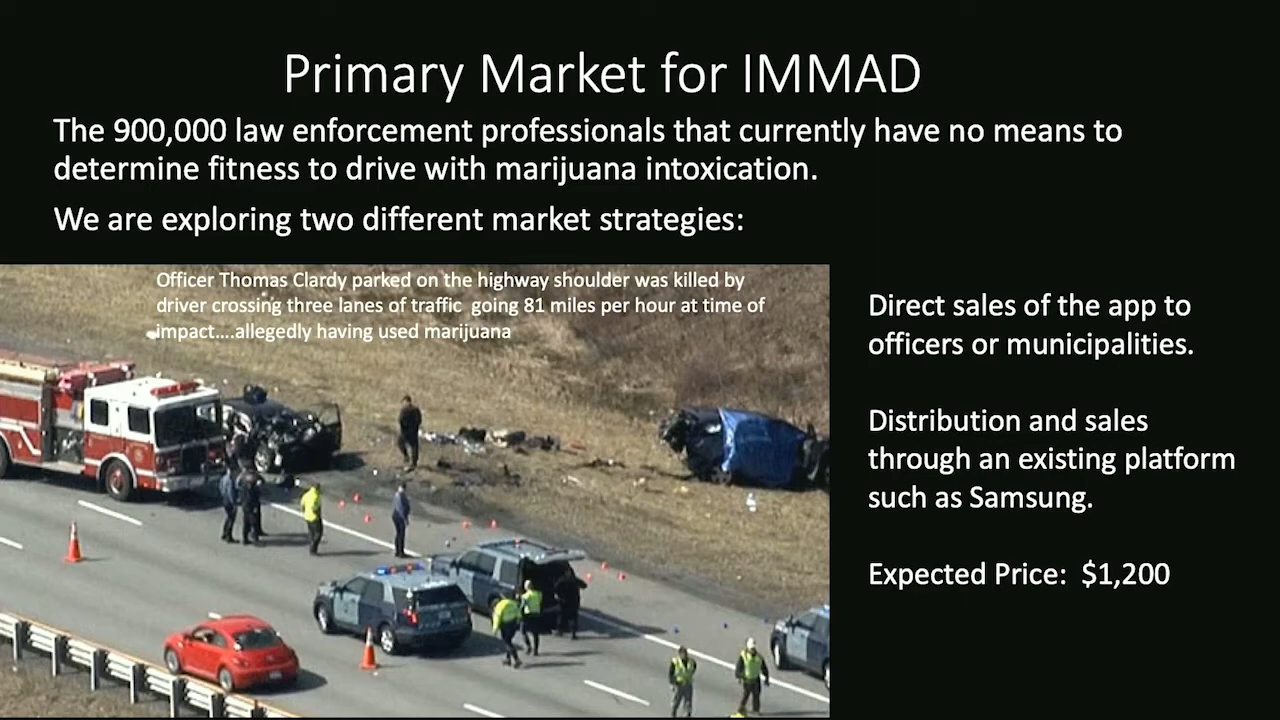 Primary Market for IMMAD
The 900,000 law enforcement professionals that currently have no means to
determine fitness to drive with marijuana intoxication.
We are exploring two different market strategies:
Officer Thomas Clardy parked on the highway shoulder was killed by
driver crossing three lanes of traffic  going 81 miles per hour at time of
impact....allegedly having used marijuana
Direct sales of the app to
officers or municipalities.
Distribution and sales
through an existing platform
such as Samsung.
Expected Price:  $1,200